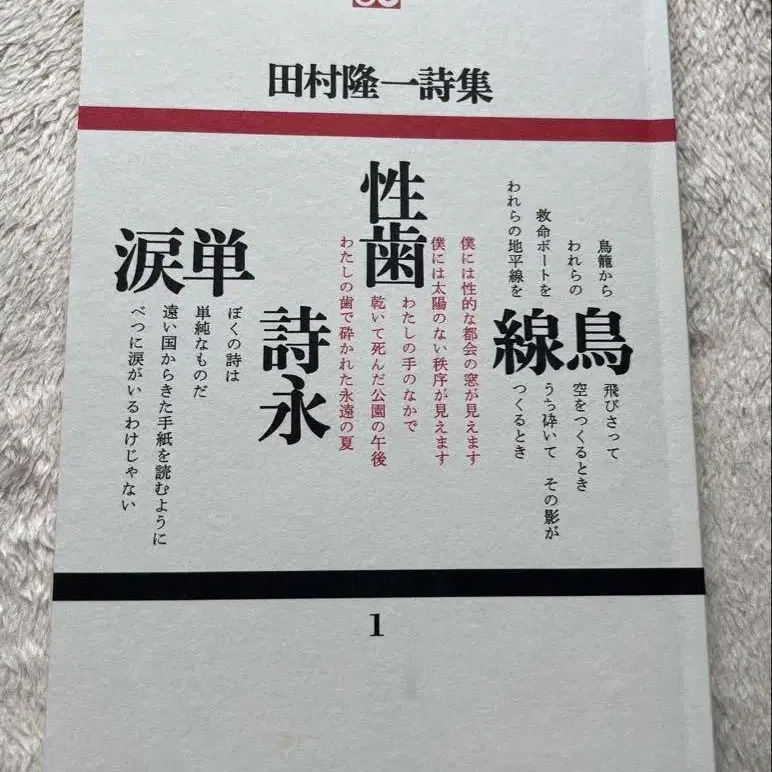 田村隆一詩集
鳥籠から
われらの
救命ボートを
われらの地平線を
鳥線
飛びさって
空をつくるとき
うち砕いて その影が
つくるとき
性歯
僕には性的な都会の窓が見えます
僕には太陽のない秩序が見えます
わたしの手のなかで
乾いて死んだ公園の午後
わたしの歯で砕かれた永遠の夏
詩永
単涙
ぼくの詩は
単純なものだ
遠い国からきた手紙を読むように
べつに涙がいるわけじゃない
1